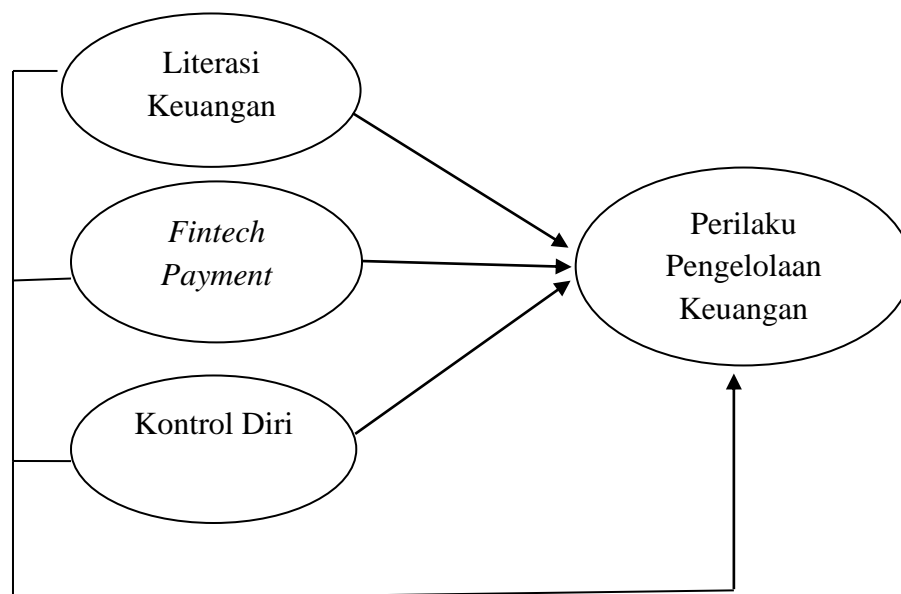 Literasi
Keuangan
Fintech
Payment
Kontrol Diri
Perilaku
Pengelolaan
Keuangan